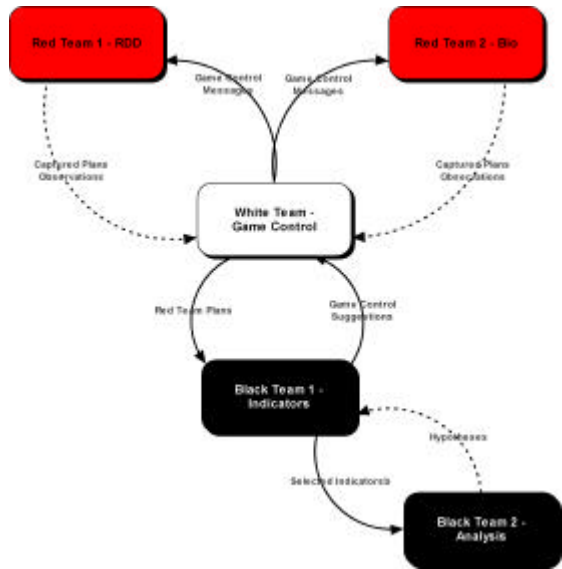 Red Team 1 - RDD
Red Team 2 - Bio
Game Control
Messages
Game Control
Messages
Captured Plans
Observations
Captured Plans
Observations
White Team -
Game Control
Red Team Plans
Game Control
Suggestions
Black Team 1 -
Indicators
Hypotheses
Selected Indicators
Black Team 2 -
Analysis